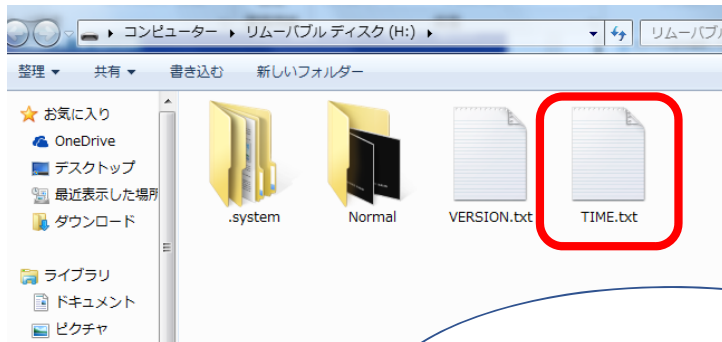 コンピューター ▸ リムーバブル ディスク (H:) ▸
リムーバブル
整理 ▼ 共有 ▼ 書き込む 新しいフォルダー
お気に入り
OneDrive
デスクトップ
最近表示した場所
ダウンロード
ライブラリ
ドキュメント
ピクチャ
.system
Normal
VERSION.txt
TIME.txt